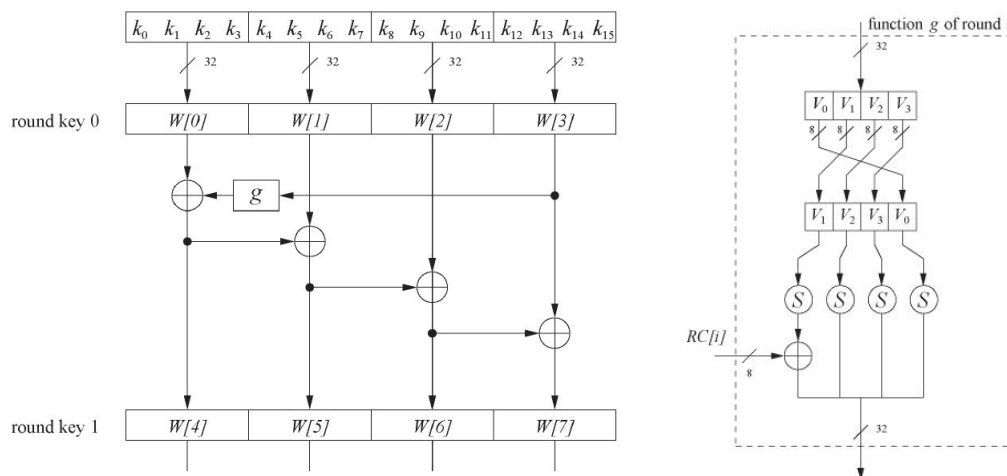 k0 k1 k2 k3 k4 k5 k6 k7 k8 k9 k10 k11 k12 k13 k14 k15
32 32 32 32
round key 0 W[0] W[1] W[2] W[3]
g
round key 1 W[4] W[5] W[6] W[7]
function g of round
32
V0 V1 V2 V3
8 8 8 8
V1 V2 V3 V0
S S S S
RC[i]
8
32